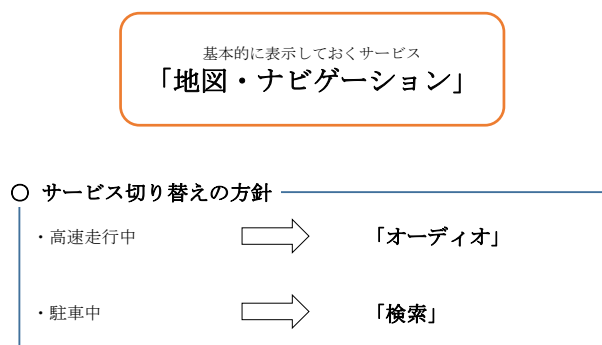 基本的に表示しておくサービス
「地図・ナビゲーション」
○ サービス切り替えの方針
・高速走行中 「オーディオ」
・駐車中 「検索」